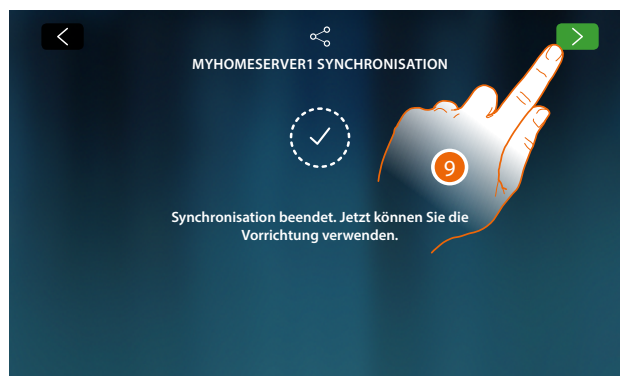 MYHOMESERVER1 SYNCHRONISATION
9
Synchronisation beendet. Jetzt können Sie die
Vorrichtung verwenden.